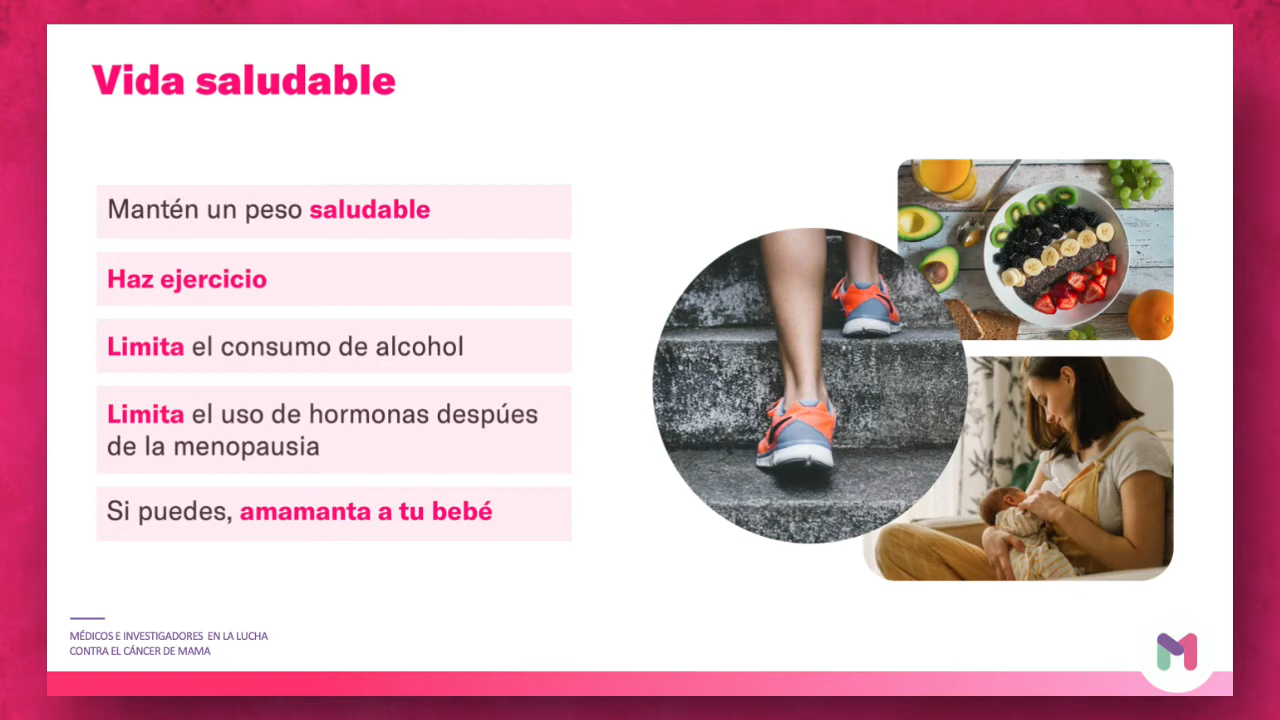 Vida saludable
Mantén un peso saludable
Haz ejercicio
Limita el consumo de alcohol
Limita el uso de hormonas despúes
de la menopausia
Si puedes, amamanta a tu bebé
MÉDICOS E INVESTIGADORES EN LA LUCHA
CONTRA EL CÁNCER DE MAMA